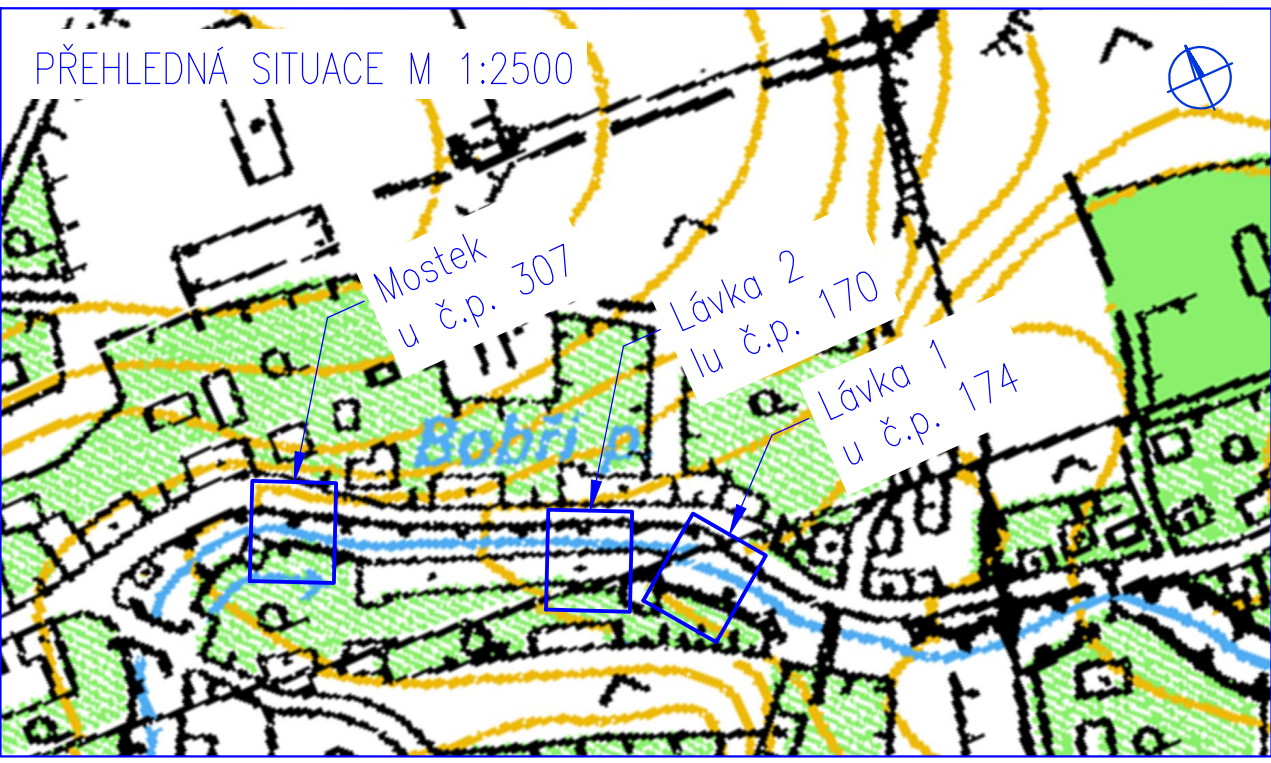 PŘEHLEDNÁ SITUACE M 1:2500
Mostek
u č.p. 307
Lávka 2
lu č.p. 170
Lávka 1
u č.p. 174
Bobří p.